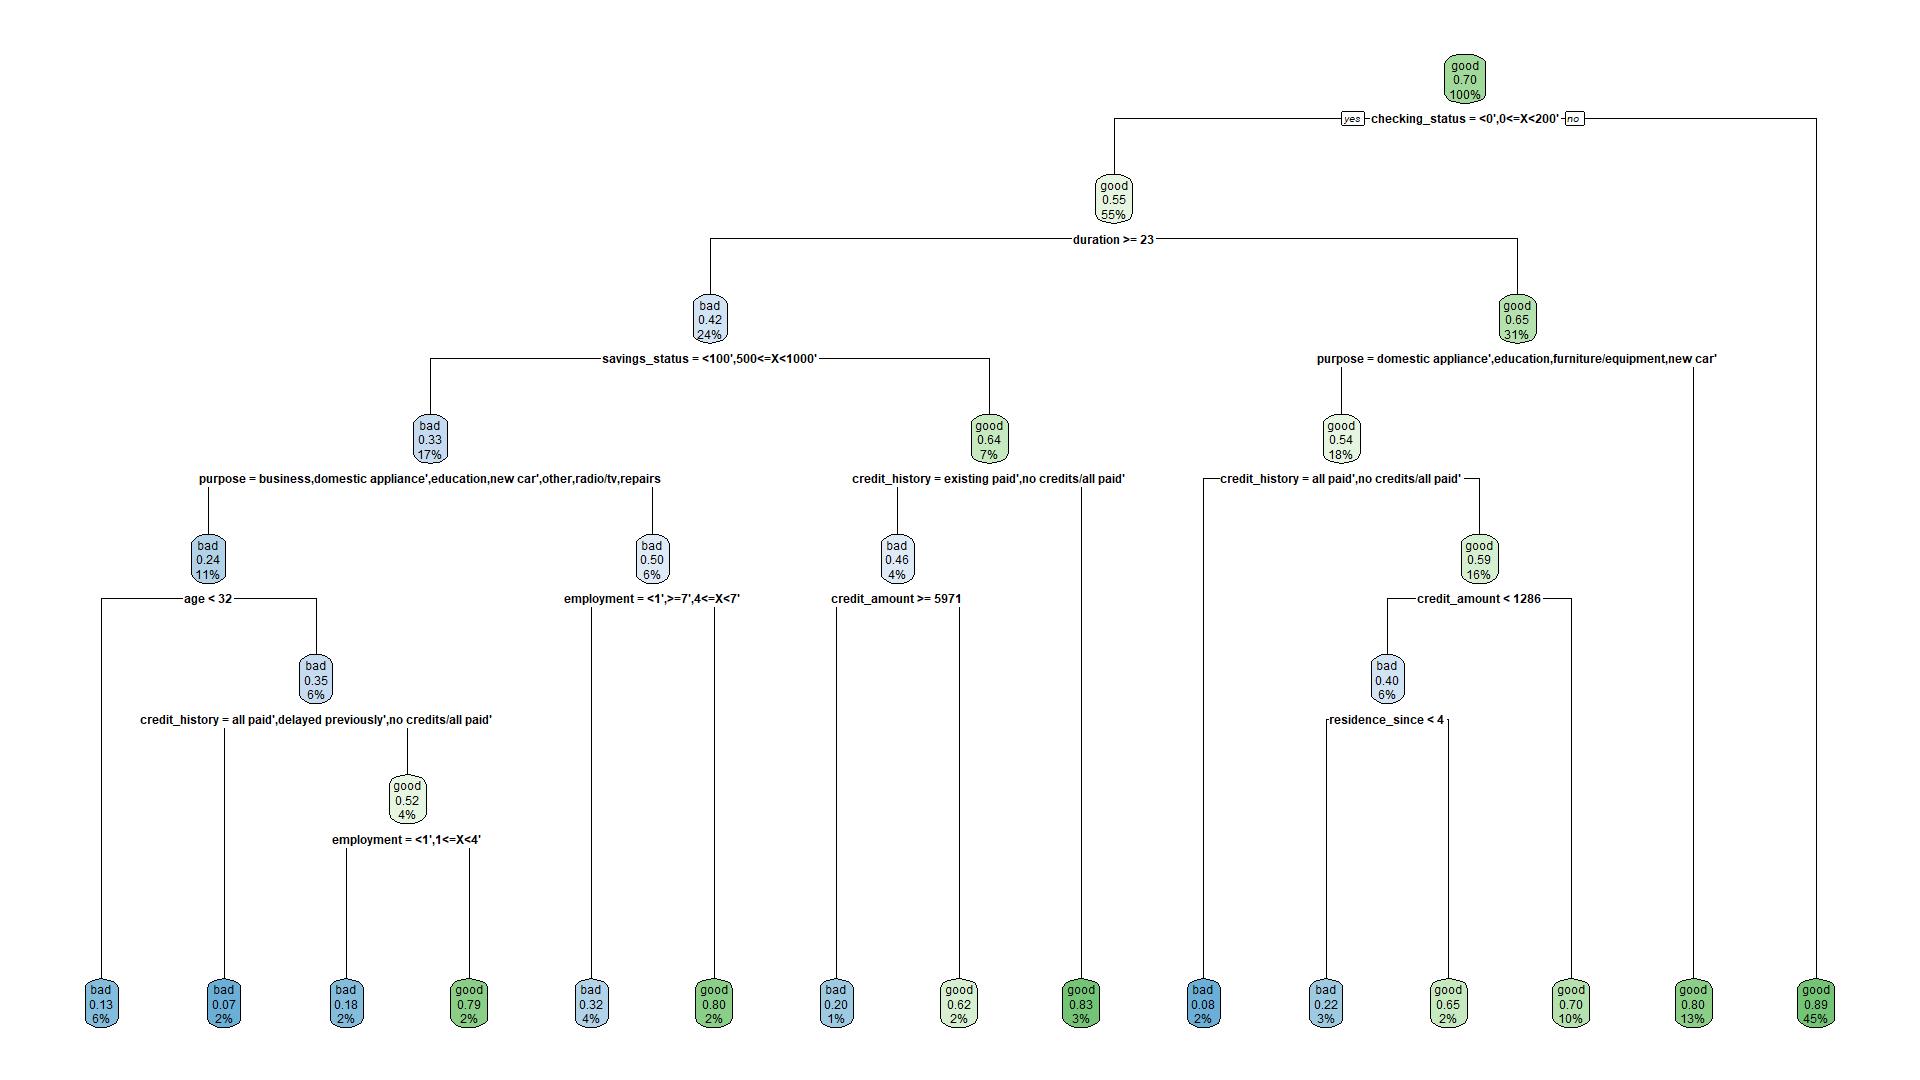 good
0.70
100%
yes checking_status = <0',0<=X<200' no
good
0.55
55%
duration >= 23
bad
0.42
24%
good
0.65
31%
savings_status = <100',500<=X<1000'
purpose = domestic appliance',education,furniture/equipment,new car'
bad
0.33
17%
good
0.64
7%
good
0.54
18%
purpose = business,domestic appliance',education,new car',other,radio/tv,repairs
credit_history = existing paid',no credits/all paid'
credit_history = all paid',no credits/all paid'
bad
0.24
11%
bad
0.50
6%
bad
0.46
4%
good
0.59
16%
age < 32
employment = <1',>=7',4<=X<7'
credit_amount >= 5971
credit_amount < 1286
bad
0.35
6%
bad
0.40
6%
credit_history = all paid',delayed previously',no credits/all paid'
residence_since < 4
good
0.52
4%
employment = <1',1<=X<4'
bad
0.13
6%
bad
0.07
2%
bad
0.18
2%
good
0.79
2%
bad
0.32
4%
good
0.80
2%
bad
0.20
1%
good
0.62
2%
good
0.83
3%
bad
0.08
2%
bad
0.22
3%
good
0.65
2%
good
0.70
10%
good
0.80
13%
good
0.89
45%